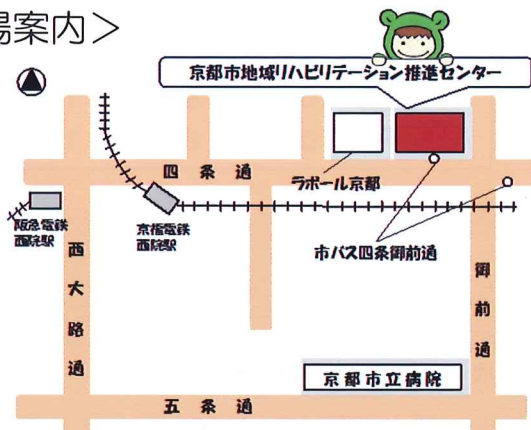 場案内＞
京都市地域リハビリテーション推進センター
四条通
ラボール京都
阪急電鉄
西院駅
京福電鉄
西院駅
市バス四条御前通
西大路通
御前通
京都市立病院
五条通